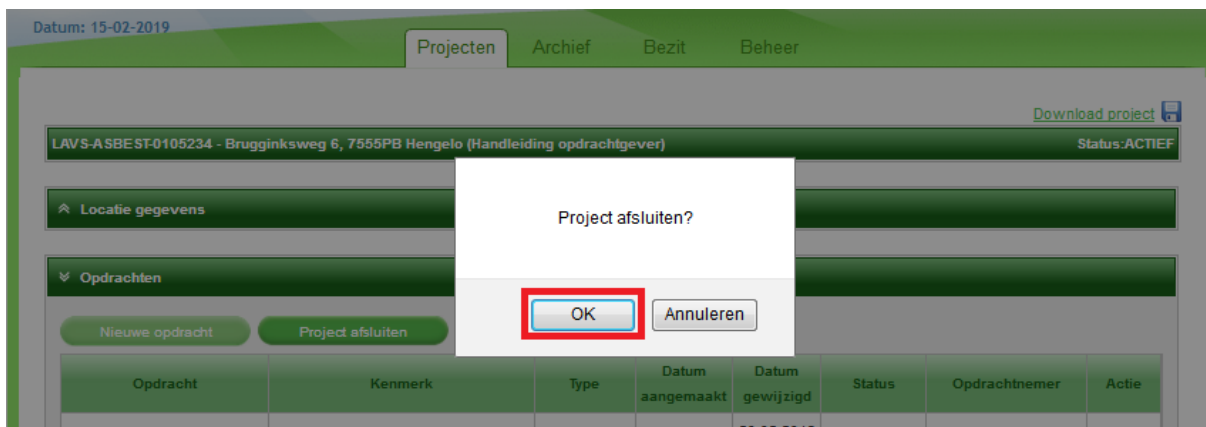 Datum: 15-02-2019
Projecten Archief Bezit Beheer
Download project
LAVS-ASBEST-0105234 - Brugginksweg 6, 7555PB Hengelo (Handleiding opdrachtgever) Status:ACTIEF
Locatie gegevens
Project afsluiten?
Opdrachten
OK Annuleren
Nieuwe opdracht Project afsluiten
Opdracht Kenmerk Type Datum aangemaakt Datum gewijzigd Status Opdrachtnemer Actie